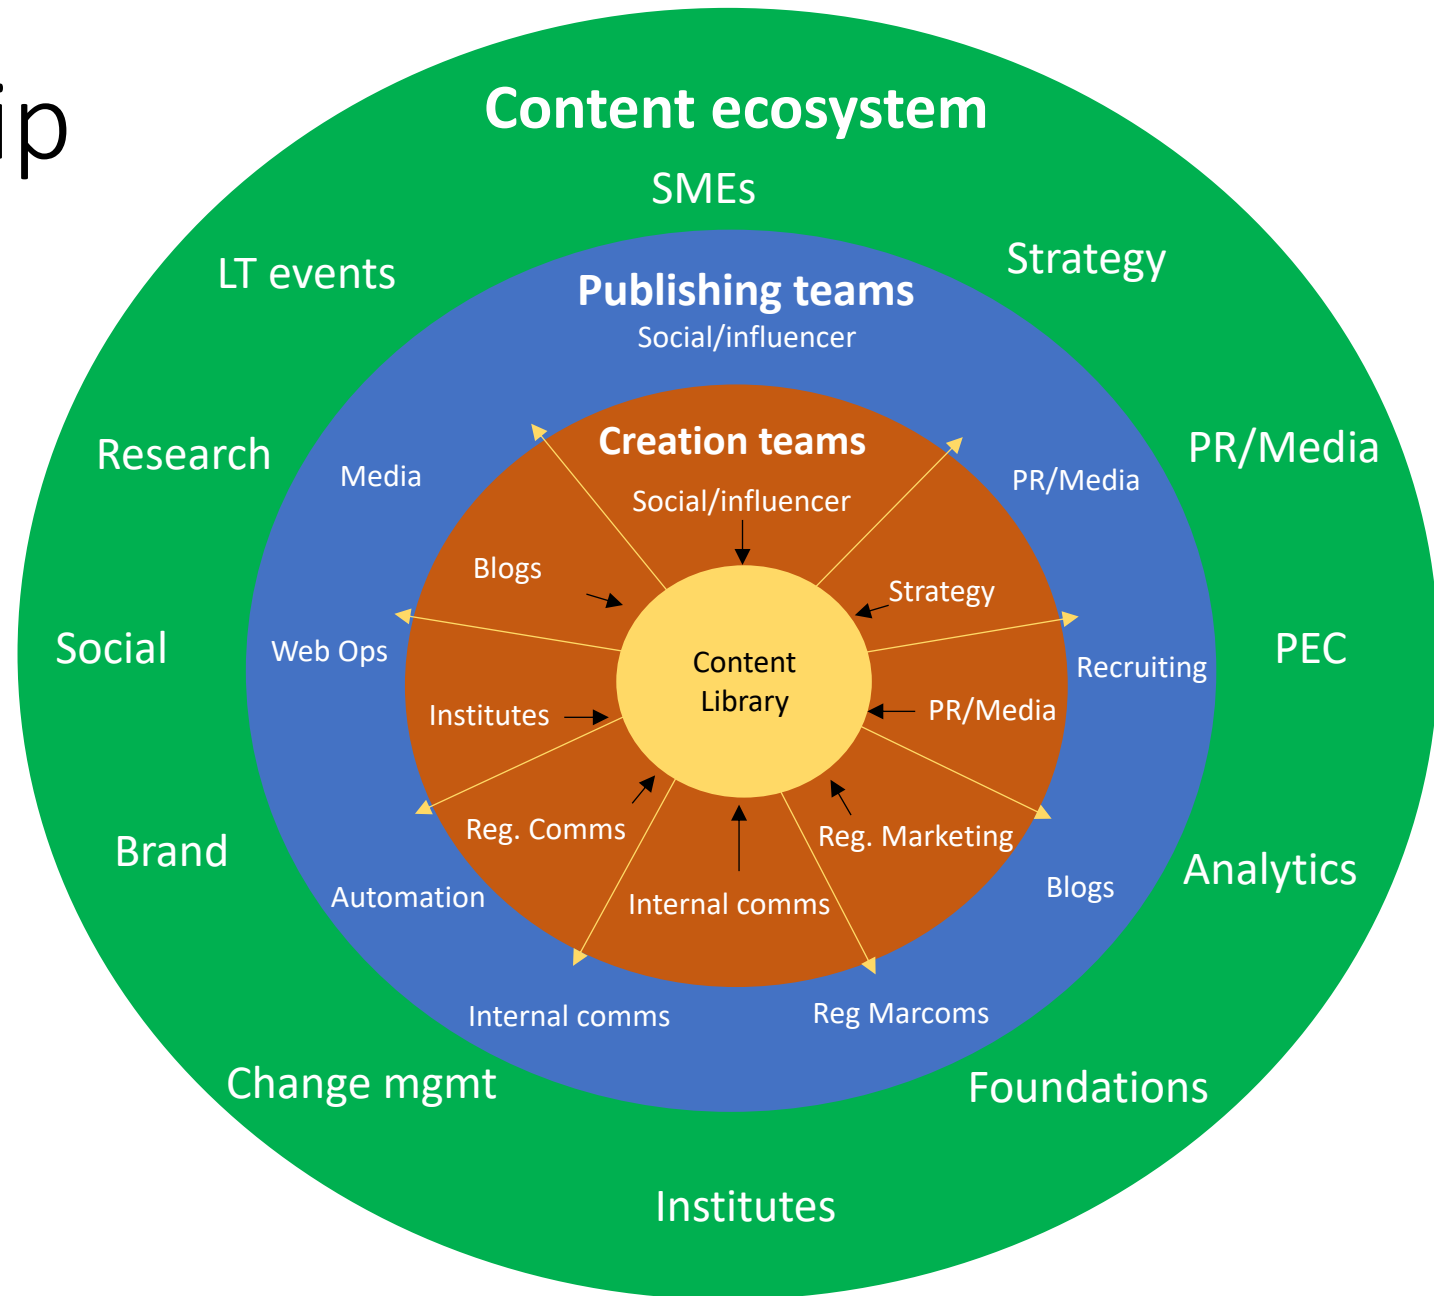 ip
Content ecosystem
SMEs
Strategy
LT events
Publishing teams
Social/influencer
Creation teams
PR/Media
Research
Media
PR/Media
Social/influencer
Blogs
Strategy
Social
Web Ops
Content
Library
Recruiting
PEC
Institutes
PR/Media
Reg. Comms
Reg. Marketing
Brand
Analytics
Automation
Internal comms
Blogs
Internal comms
Reg Marcoms
Change mgmt
Foundations
Institutes